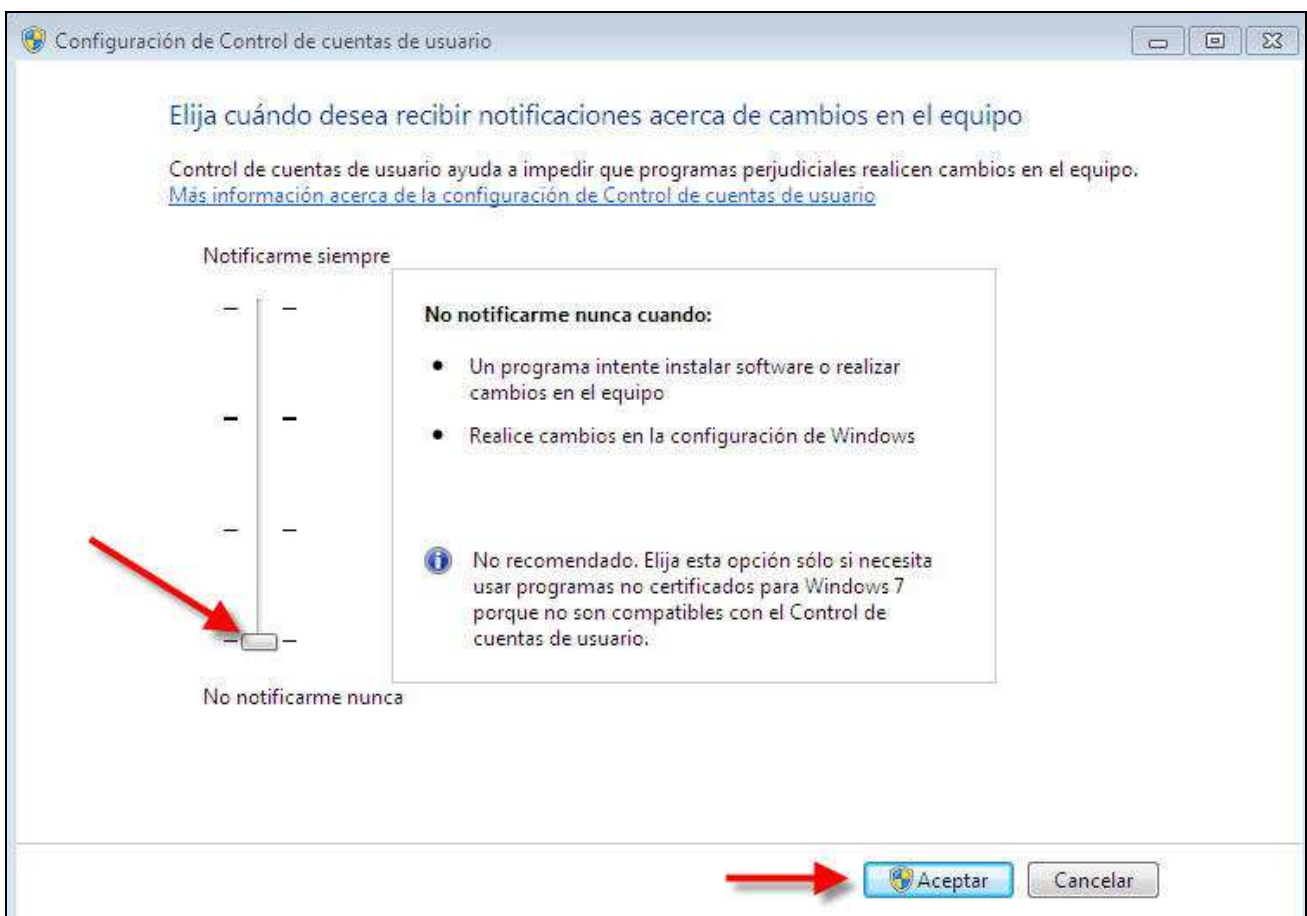 Configuración de Control de cuentas de usuario
Elija cuándo desea recibir notificaciones acerca de cambios en el equipo
Control de cuentas de usuario ayuda a impedir que programas perjudiciales realicen cambios en el equipo.
Más información acerca de la configuración de Control de cuentas de usuario
Notificarme siempre
No notificarme nunca cuando:
Un programa intente instalar software o realizar
cambios en el equipo
Realice cambios en la configuración de Windows
No recomendado. Elija esta opción sólo si necesita
usar programas no certificados para Windows 7
porque no son compatibles con el Control de
cuentas de usuario.
No notificarme nunca
Aceptar
Cancelar